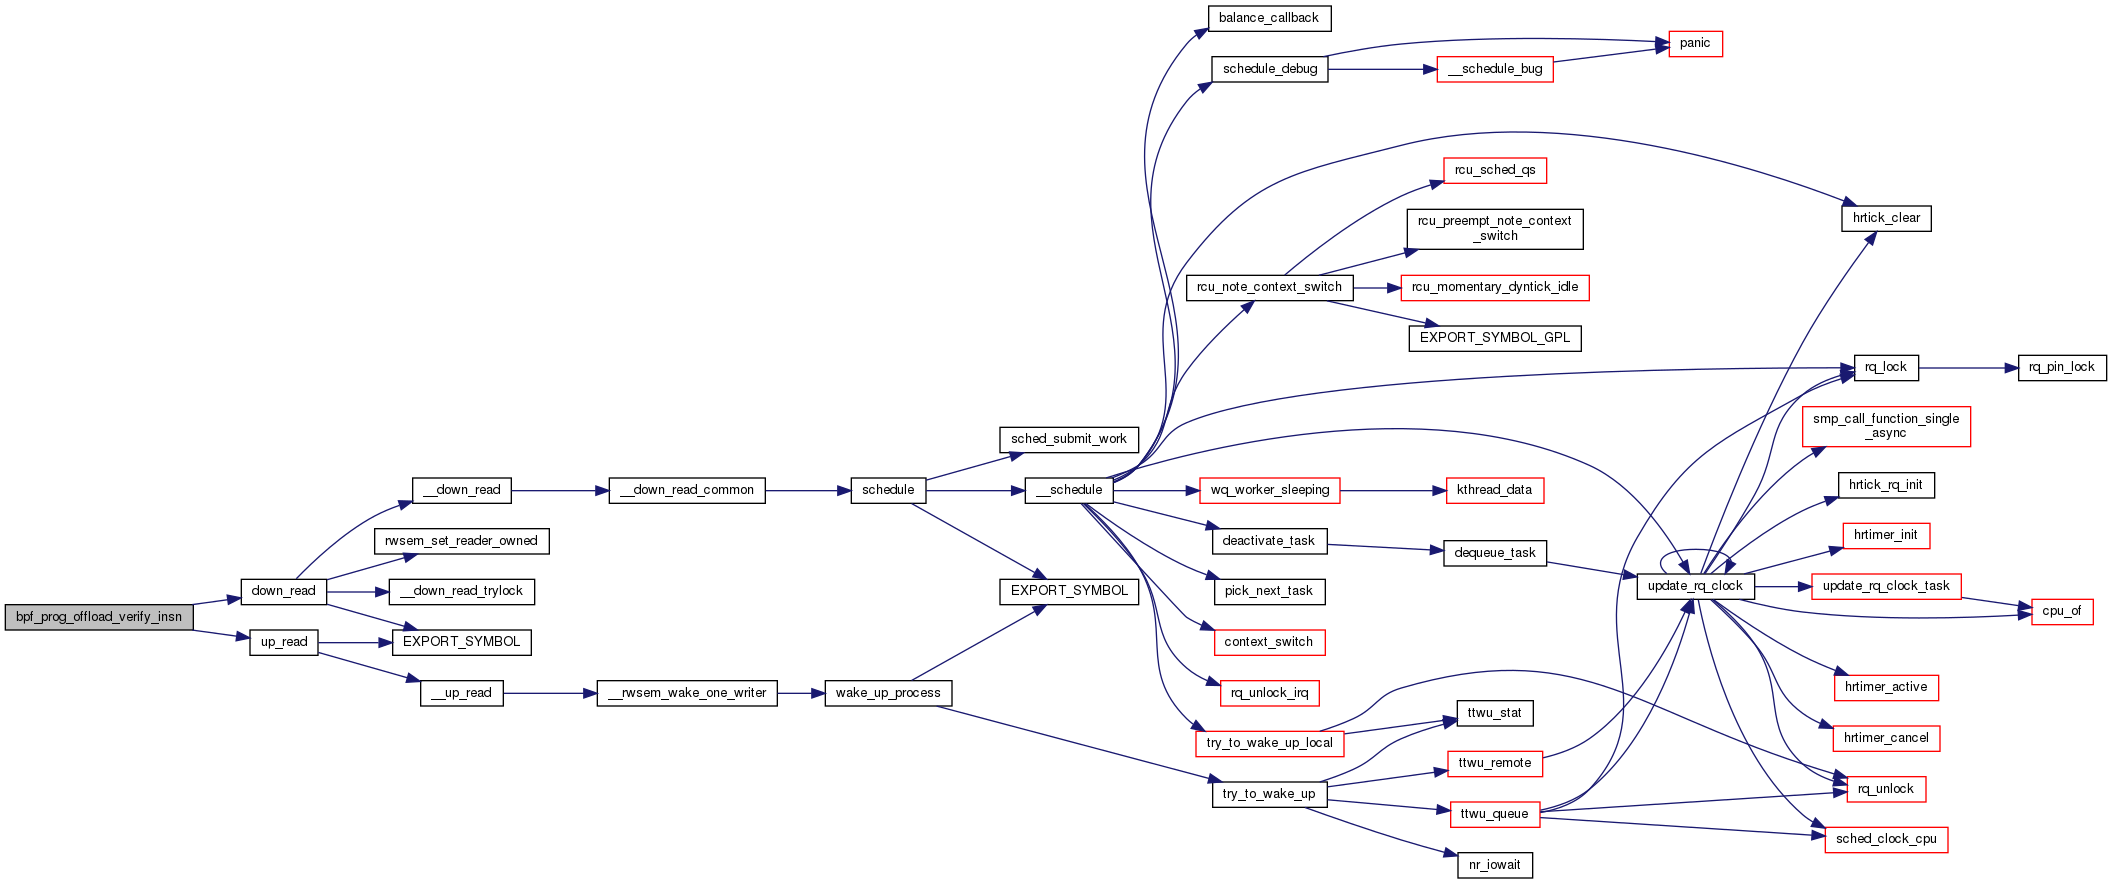 bpf_prog_offload_verify_insn
down_read
up_read
__down_read
rwsem_set_reader_owned
__down_read_trylock
EXPORT_SYMBOL
__up_read
__down_read_common
__rwsem_wake_one_writer
schedule
wake_up_process
sched_submit_work
__schedule
EXPORT_SYMBOL
balance_callback
schedule_debug
rcu_note_context_switch
wq_worker_sleeping
deactivate_task
pick_next_task
context_switch
rq_unlock_irq
try_to_wake_up_local
try_to_wake_up
__schedule_bug
rcu_sched_qs
rcu_preempt_note_context
_switch
rcu_momentary_dyntick_idle
EXPORT_SYMBOL_GPL
kthread_data
dequeue_task
ttwu_stat
ttwu_remote
ttwu_queue
nr_iowait
panic
update_rq_clock
hrtick_clear
rq_lock
smp_call_function_single
_async
hrtick_rq_init
hrtimer_init
update_rq_clock_task
hrtimer_active
hrtimer_cancel
rq_unlock
sched_clock_cpu
rq_pin_lock
cpu_of